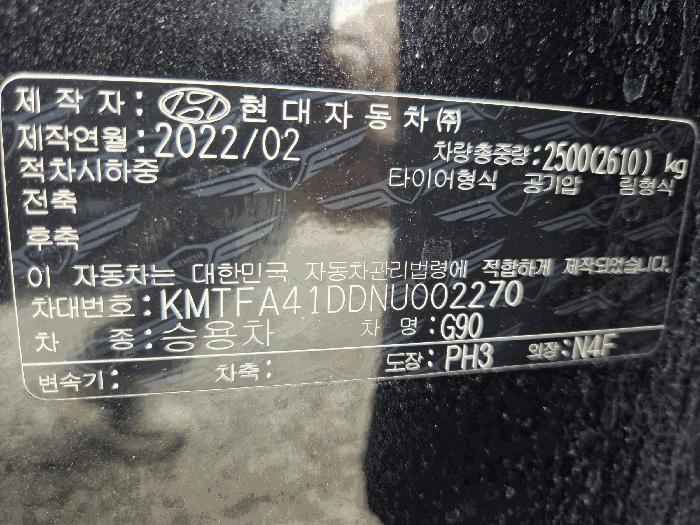 제작자: 현대자동차㈜
제작연월: 2022/02 차량총중량: 2500(2610) kg
적차시하중 타이어형식 공기압 림형식
전축
후축
이 자동차는 대한민국 자동차관리법령에 적합하게 제작되었습니다.
차대번호: KMTFA41DDNU002270
차 종: 승용차 차 명: G90
변속기: 차축: 도장: PH3 의장: N4F